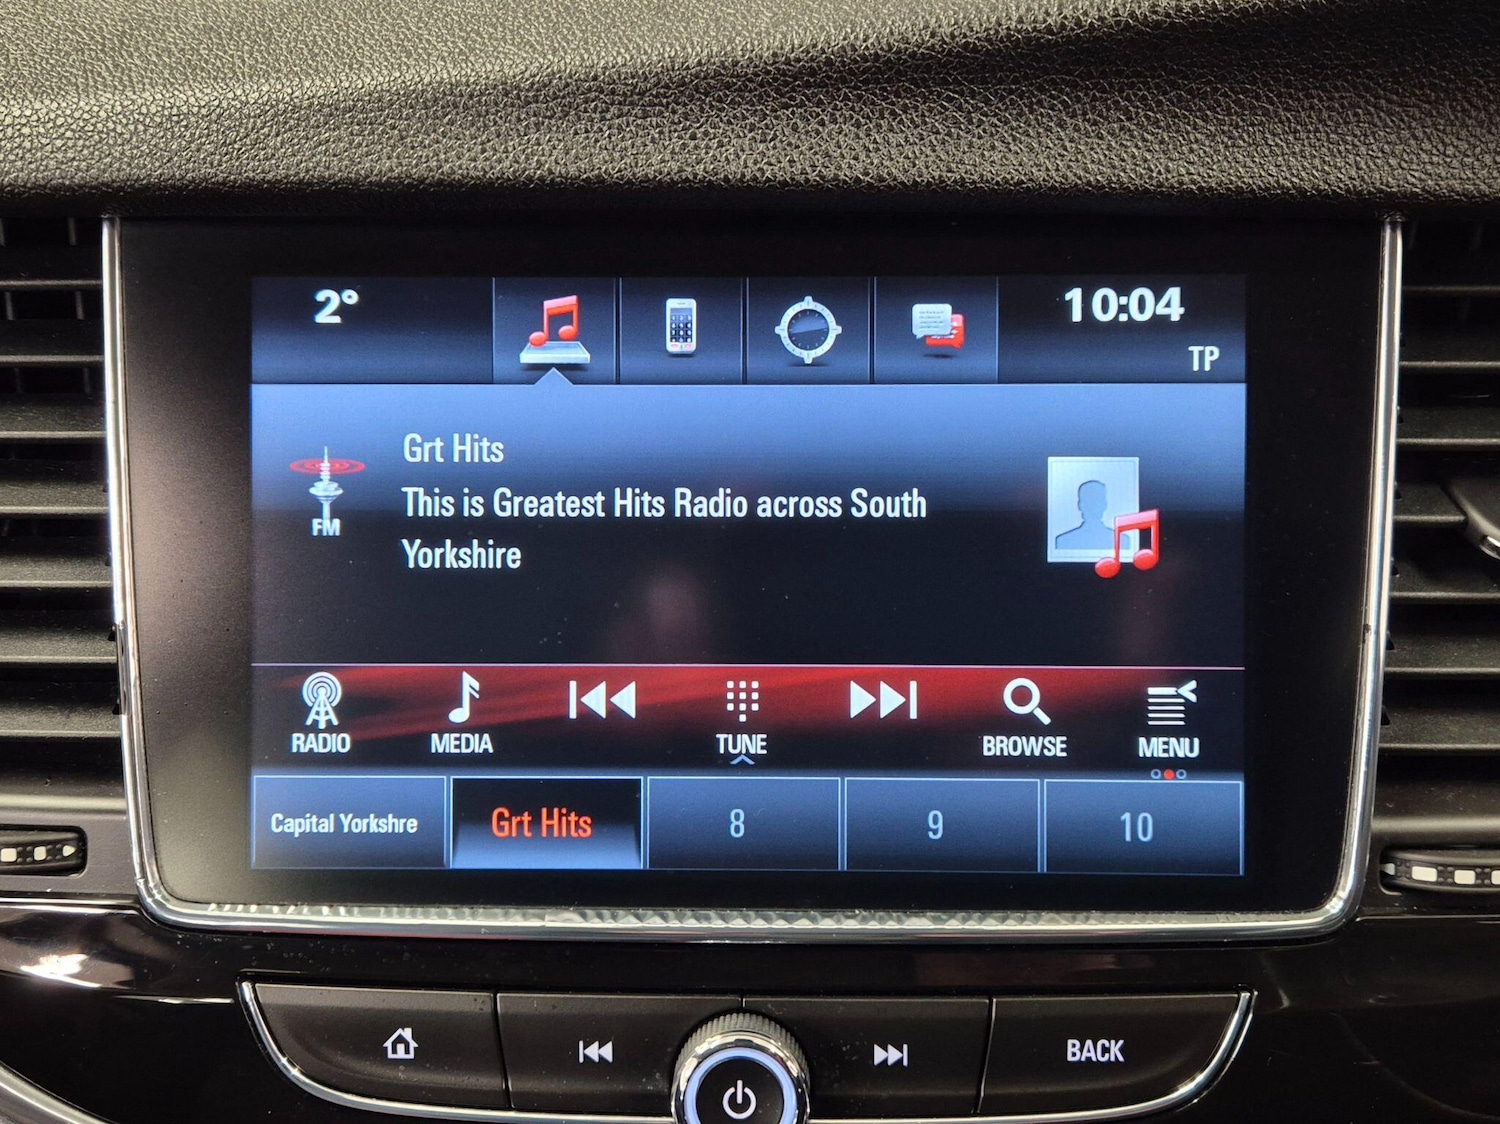 2°
10:04
TP
Grt Hits
This is Greatest Hits Radio across South
Yorkshire
FM
RADIO
MEDIA
TUNE
BROWSE
MENU
Capital Yorkshre
Grt Hits
8
9
10
BACK